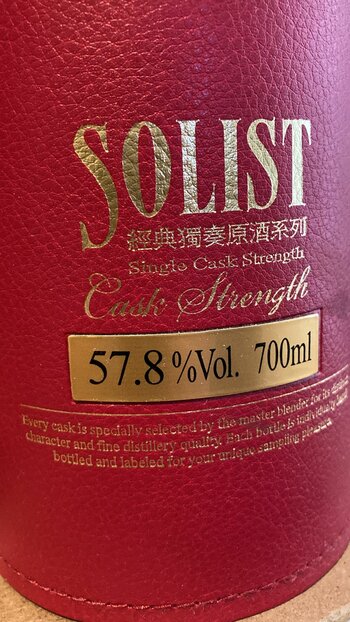 SOLIST
經典獨奏原酒系列
Single Cask Strength
Cask Strength
57.8%Vol. 700ml
Every cask is specially selected by the master blender for its
character and fine distillery quality. Each bottle is individually
bottled and labeled for your unique sampling pleasure.